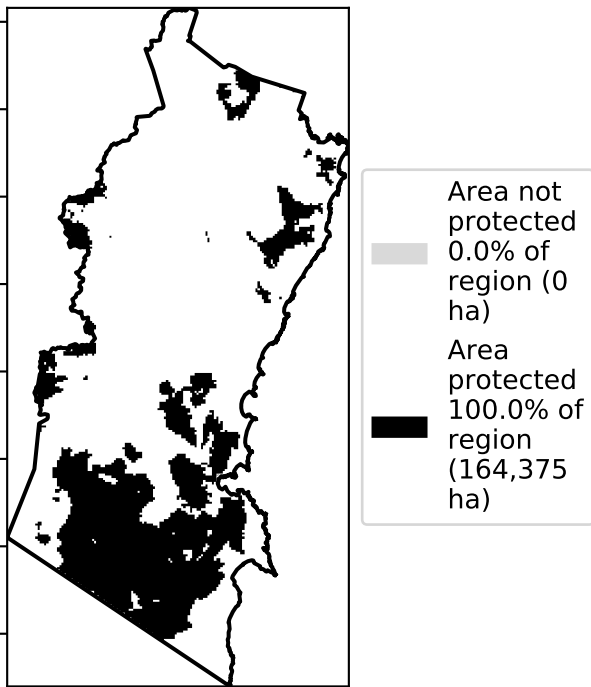 Area not
protected
0.0% of
region (0
ha)
Area
protected
100.0% of
region
(164,375
ha)